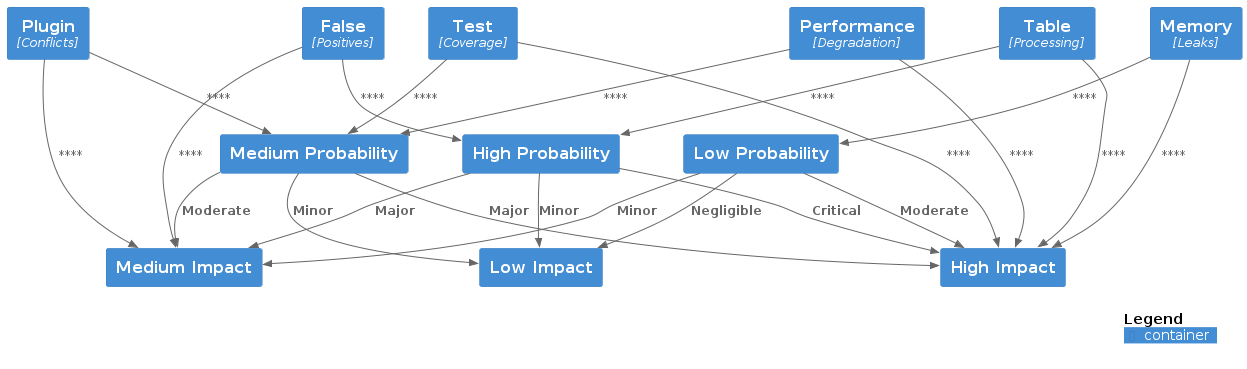 Plugin
[Conflicts]
False
[Positives]
Test
[Coverage]
Performance
[Degradation]
Table
[Processing]
Memory
[Leaks]
****
****
****
****
****
****
Medium Probability
High Probability
Low Probability
****
****
****
****
****
****
Moderate
Minor
Major
Major
Minor
Minor
Negligible
Critical
Moderate
Medium Impact
Low Impact
High Impact
Legend
container